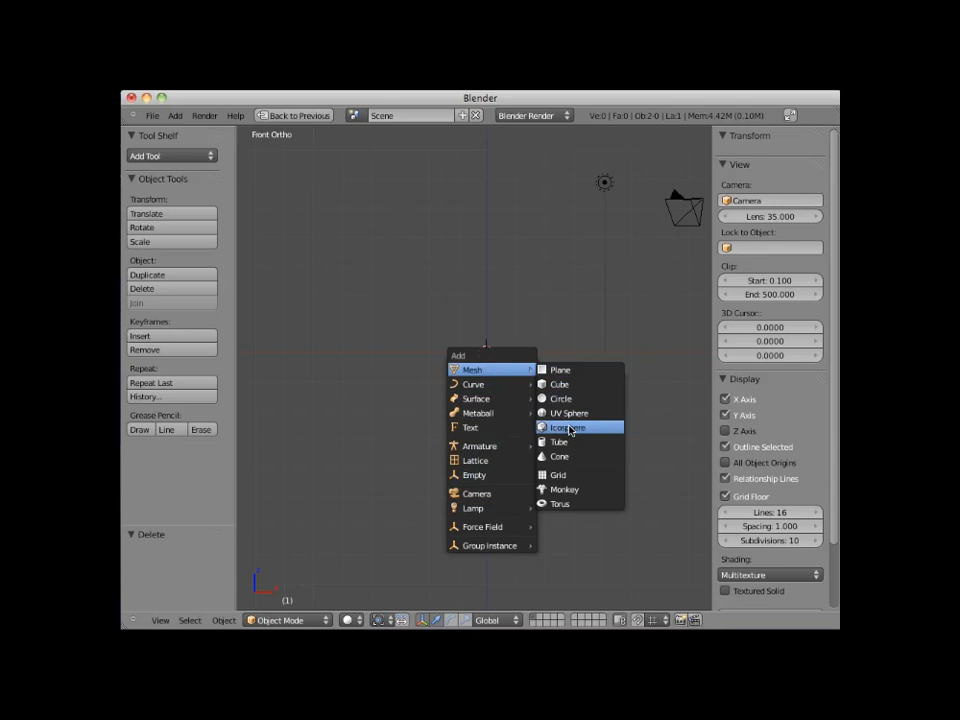 Blender
File Add Render Help Back to Previous Scene Blender Render Ve:0 | Fa:0 | Ob:2-0 | La:1 | Mem:4.42M (0.10M)
Tool Shelf
Add Tool
Object Tools
Transform:
Translate
Rotate
Scale
Object:
Duplicate
Delete
Join
Keyframes:
Insert
Remove
Repeat:
Repeat Last
History...
Grease Pencil:
Draw Line Erase
Delete
Front Ortho
Add
Mesh
Curve
Surface
Metaball
Text
Armature
Lattice
Empty
Camera
Lamp
Force Field
Group Instance
Plane
Cube
Circle
UV Sphere
Icosphere
Tube
Cone
Grid
Monkey
Torus
z
x
(1)
Transform
View
Camera:
Camera
Lens: 35.000
Lock to Object:
Clip:
Start: 0.100
End: 500.000
3D Cursor:
0.0000
0.0000
0.0000
Display
X Axis
Y Axis
Z Axis
Outline Selected
All Object Origins
Relationship Lines
Grid Floor
Lines: 16
Spacing: 1.000
Subdivisions: 10
Shading:
Multitexture
Textured Solid
View Select Object Object Mode Global